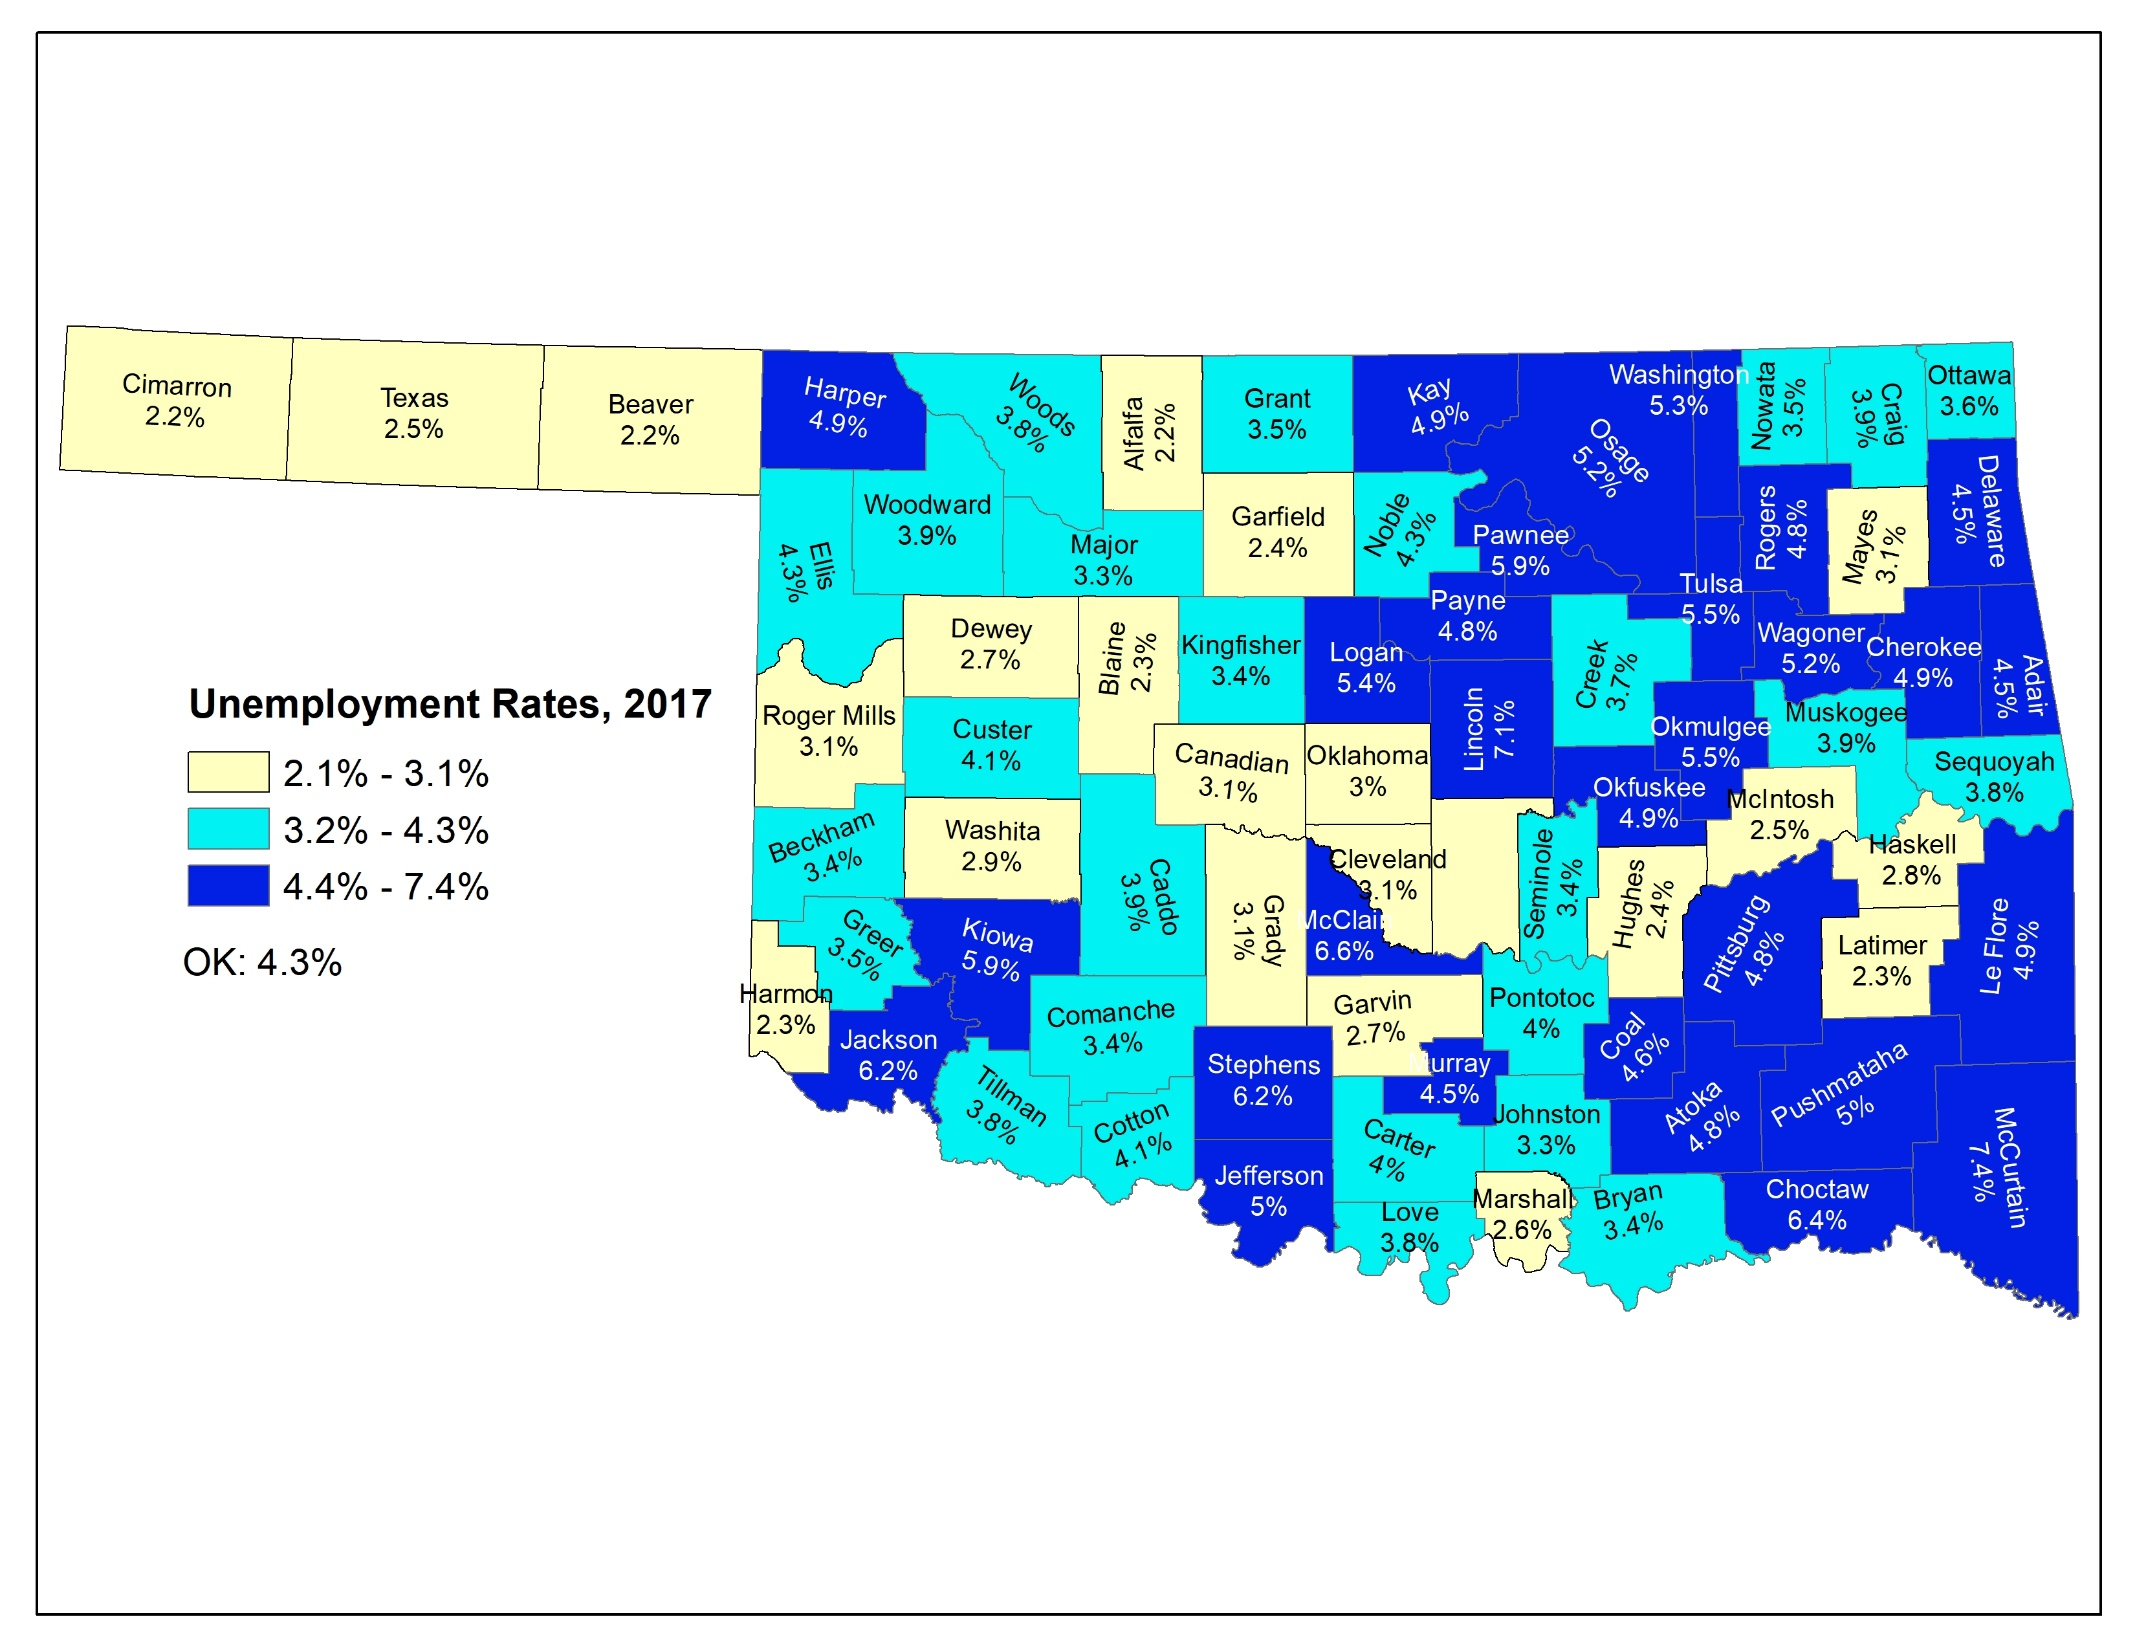 Cimarron
2.2%
Texas
2.5%
Beaver
2.2%
Harper
4.9%
Woods
3.8%
Alfalfa
2.2%
Grant
3.5%
Kay
4.9%
Osage
5.2%
Washington
5.3%
Nowata
3.5%
Craig
3.9%
Ottawa
3.6%
Delaware
4.5%
Woodward
3.9%
Ellis
4.3%
Major
3.3%
Garfield
2.4%
Noble
4.3%
Pawnee
5.9%
Rogers
4.8%
Mayes
3.1%
Tulsa
5.5%
Payne
4.8%
Dewey
2.7%
Blaine
2.3%
Kingfisher
3.4%
Logan
5.4%
Creek
3.7%
Wagoner
5.2%
Cherokee
4.9%
Adair
4.5%
Unemployment Rates, 2017
2.1% - 3.1%
3.2% - 4.3%
4.4% - 7.4%
OK: 4.3%
Roger Mills
3.1%
Custer
4.1%
Canadian
3.1%
Oklahoma
3%
Lincoln
7.1%
Okmulgee
5.5%
Muskogee
3.9%
Sequoyah
3.8%
Okfuskee
4.9%
McIntosh
2.5%
Haskell
2.8%
Beckham
3.4%
Washita
2.9%
Caddo
3.9%
Grady
3.1%
Cleveland
3.1%
McClain
6.6%
Seminole
3.4%
Hughes
2.4%
Pittsburg
4.8%
Latimer
2.3%
Le Flore
4.9%
Greer
3.5%
Kiowa
5.9%
Harmon
2.3%
Jackson
6.2%
Comanche
3.4%
Garvin
2.7%
Pontotoc
4%
Coal
4.6%
Stephens
6.2%
Murray
4.5%
Tillman
3.8%
Cotton
4.1%
Carter
4%
Johnston
3.3%
Atoka
4.8%
Pushmataha
5%
McCurtain
7.4%
Jefferson
5%
Love
3.8%
Marshall
2.6%
Bryan
3.4%
Choctaw
6.4%